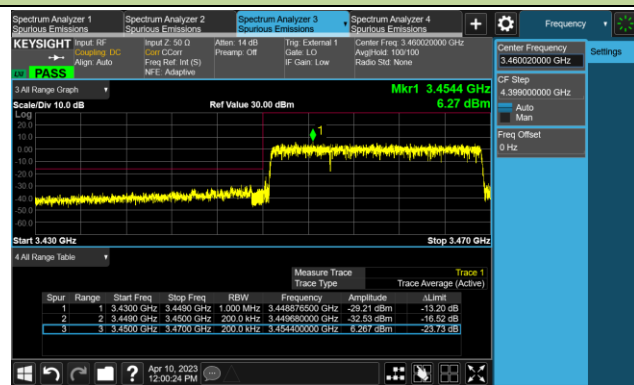 Spectrum Analyzer 1 Spectrum Analyzer 2 Spectrum Analyzer 3 Spectrum Analyzer 4 + Frequency
Spurious Emissions Spurious Emissions Spurious Emissions Spurious Emissions
KEYSIGHT Input: RF Input Z: 50 Ω Atten: 14 dB Trig: External 1 Center Freq: 3.460020000 GHz
Coupling: DC Corr CCorr Preamp: Off Gate: LO Avg|Hold: 100/100
Align: Auto Freq Ref: Int (S) IF Gain: Low Radio Std: None
NFE: Adaptive
PASS
Center Frequency Settings
3.460020000 GHz
CF Step
4.399000000 GHz
Auto
Man
Freq Offset
0 Hz
3 All Range Graph Mkr1 3.4544 GHz
Scale/Div 10.0 dB Ref Value 30.00 dBm 6.27 dBm
Log
20.0
10.0 1
0.00
-10.0
-20.0
-30.0
-40.0
-50.0
-60.0
Start 3.430 GHz Stop 3.470 GHz
4 All Range Table
Measure Trace Trace 1
Trace Type Trace Average (Active)
Spur Range Start Freq Stop Freq RBW Frequency Amplitude ΔLimit
1 1 3.4300 GHz 3.4490 GHz 1.000 MHz 3.448876500 GHz -29.21 dBm -13.20 dB
2 2 3.4490 GHz 3.4500 GHz 200.0 kHz 3.449680000 GHz -32.53 dBm -16.52 dB
3 3 3.4500 GHz 3.4700 GHz 200.0 kHz 3.454400000 GHz 6.267 dBm -23.73 dB
? Apr 10, 2023
12:00:24 PM